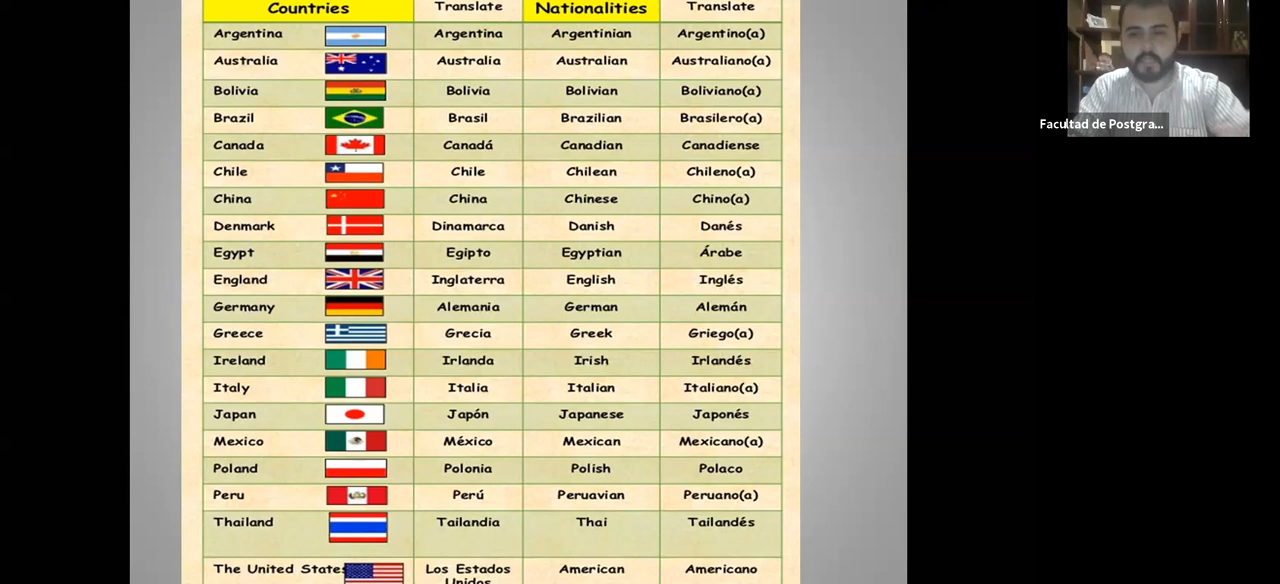 Countries Translate Nationalities Translate
Argentina Argentina Argentinian Argentino(a)
Australia Australia Australian Australiano(a)
Bolivia Bolivia Bolivian Boliviano(a)
Brazil Brasil Brazilian Brasilero(a)
Canada Canadá Canadian Canadiense
Chile Chile Chilean Chileno(a)
China China Chinese Chino(a)
Denmark Dinamarca Danish Danés
Egypt Egipto Egyptian Árabe
England Inglaterra English Inglés
Germany Alemania German Alemán
Greece Grecia Greek Griego(a)
Ireland Irlanda Irish Irlandés
Italy Italia Italian Italiano(a)
Japan Japón Japanese Japonés
Mexico México Mexican Mexicano(a)
Poland Polonia Polish Polaco
Peru Perú Peruavian Peruano(a)
Thailand Tailandia Thai Tailandés
The United States Los Estados American Americano
Unidos
Facultad de Postgra...